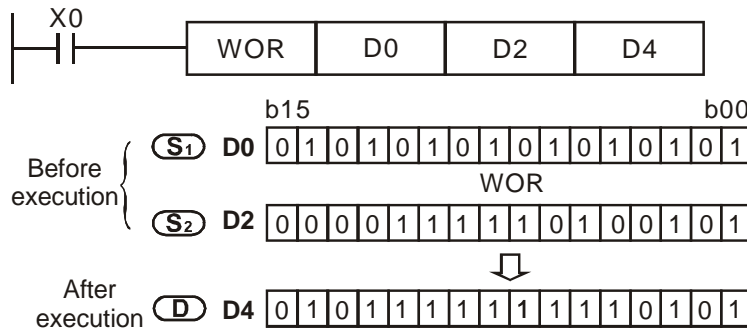 X0
WOR D0 D2 D4
b15 b00
Before execution
S1 D0 0 1 0 1 0 1 0 1 0 1 0 1 0 1 0 1
WOR
S2 D2 0 0 0 0 1 1 1 1 1 0 1 0 0 1 0 1
After execution
D D4 0 1 0 1 1 1 1 1 1 1 1 1 0 1 0 1